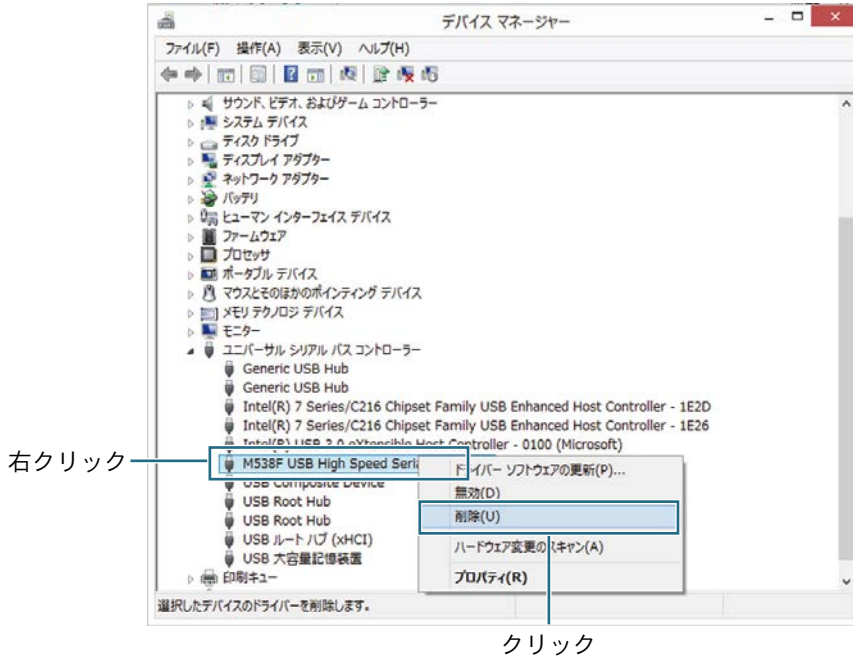 デバイス マネージャー
ファイル(F) 操作(A) 表示(V) ヘルプ(H)
サウンド、ビデオ、およびゲーム コントローラー
システム デバイス
ディスク ドライブ
ディスプレイ アダプター
ネットワーク アダプター
バッテリ
ヒューマン インターフェイス デバイス
ファームウェア
プロセッサ
ポータブル デバイス
マウスとそのほかのポインティング デバイス
メモリ テクノロジ デバイス
モニター
ユニバーサル シリアル バス コントローラー
Generic USB Hub
Generic USB Hub
Intel(R) 7 Series/C216 Chipset Family USB Enhanced Host Controller - 1E2D
Intel(R) 7 Series/C216 Chipset Family USB Enhanced Host Controller - 1E26
Intel(R) USB 3.0 eXtensible Host Controller - 0100 (Microsoft)
右クリック
M538F USB High Speed Seri
ドライバー ソフトウェアの更新(P)...
USB Composite Device
無効(D)
USB Root Hub
削除(U)
USB Root Hub
USB ルート ハブ (xHCI)
ハードウェア変更のスキャン(A)
USB 大容量記憶装置
印刷キュー
プロパティ(R)
選択したデバイスのドライバーを削除します。
クリック